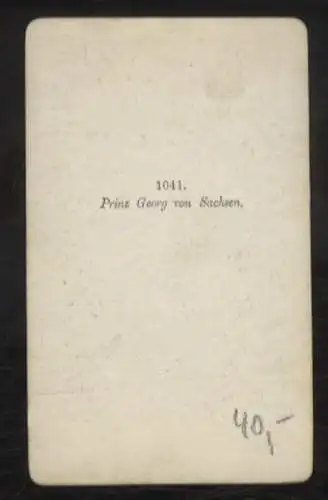 1041.
Prinz Georg von Sachsen.
40,-